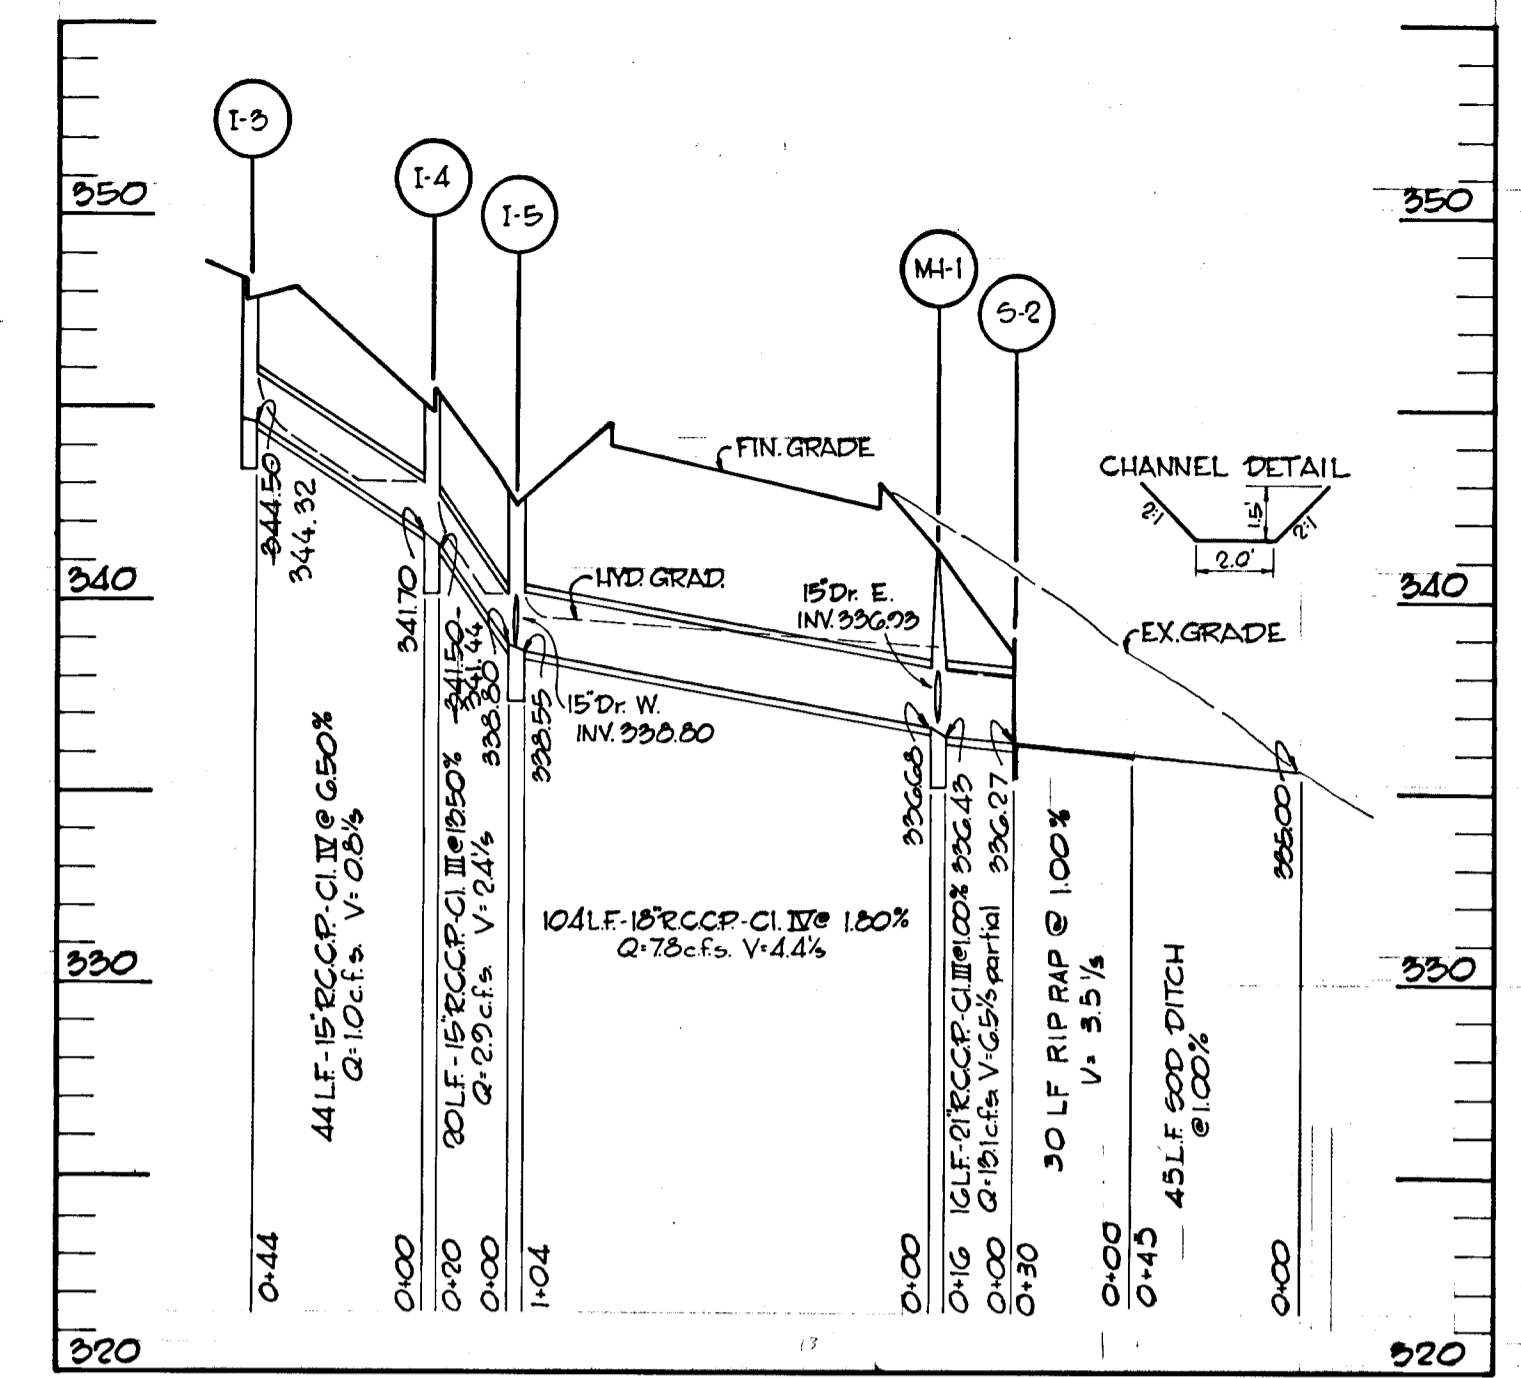 I-3
I-4
I-5
MH-1
S-2
350
350
FIN. GRADE
CHANNEL DETAIL
2:1
1.5'
2:1
2.0'
344.50
344.32
340
HYD. GRAD.
15" Dr. E.
INV. 336.93
340
EX. GRADE
341.70
341.50
341.44
338.80
338.55
15" Dr. W.
INV. 338.80
336.68
336.43
336.27
335.00
44 L.F. - 15" R.C.C.P. - Cl. IV @ 6.50%
Q = 1.0 c.f.s. V = 0.8'/s
20 L.F. - 15" R.C.C.P. - Cl. III @ 13.50%
Q = 2.9 c.f.s. V = 2.4'/s
104 L.F. - 18" R.C.C.P. - Cl. IV @ 1.80%
Q = 7.8 c.f.s. V = 4.4'/s
16 L.F. - 21" R.C.C.P. - Cl. III @ 1.00%
Q = 13.1 c.f.s. V = 6.5'/s partial
30 LF RIP RAP @ 1.00%
V = 3.5'/s
45 L.F. SOD DITCH
@ 1.00%
330
330
0+44
0+00
0+20
0+00
1+04
0+00
0+16
0+00
0+30
0+00
0+45
0+00
320
13
320